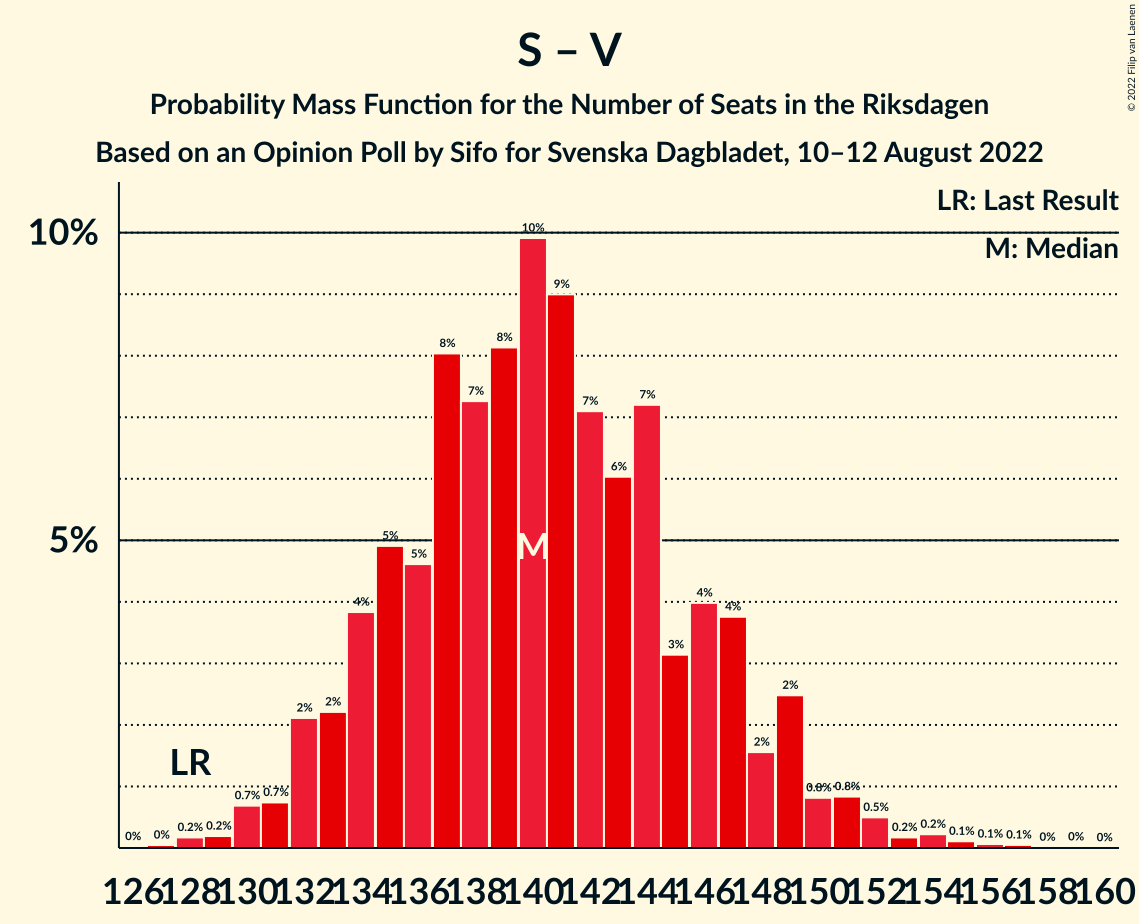 © 2022 Filip van Laenen
S – V
Probability Mass Function for the Number of Seats in the Riksdagen
Based on an Opinion Poll by Sifo for Svenska Dagbladet, 10–12 August 2022
LR: Last Result
M: Median
10%
5%
0% 0% 0.2% 0.2% 0.7% 0.7% 2% 2% 4% 5% 5% 8% 7% 8% 10% 9% 7% 6% 7% 3% 4% 4% 2% 2% 0.8% 0.8% 0.5% 0.2% 0.2% 0.1% 0.1% 0.1% 0% 0% 0%
M
LR
126 128 130 132 134 136 138 140 142 144 146 148 150 152 154 156 158 160